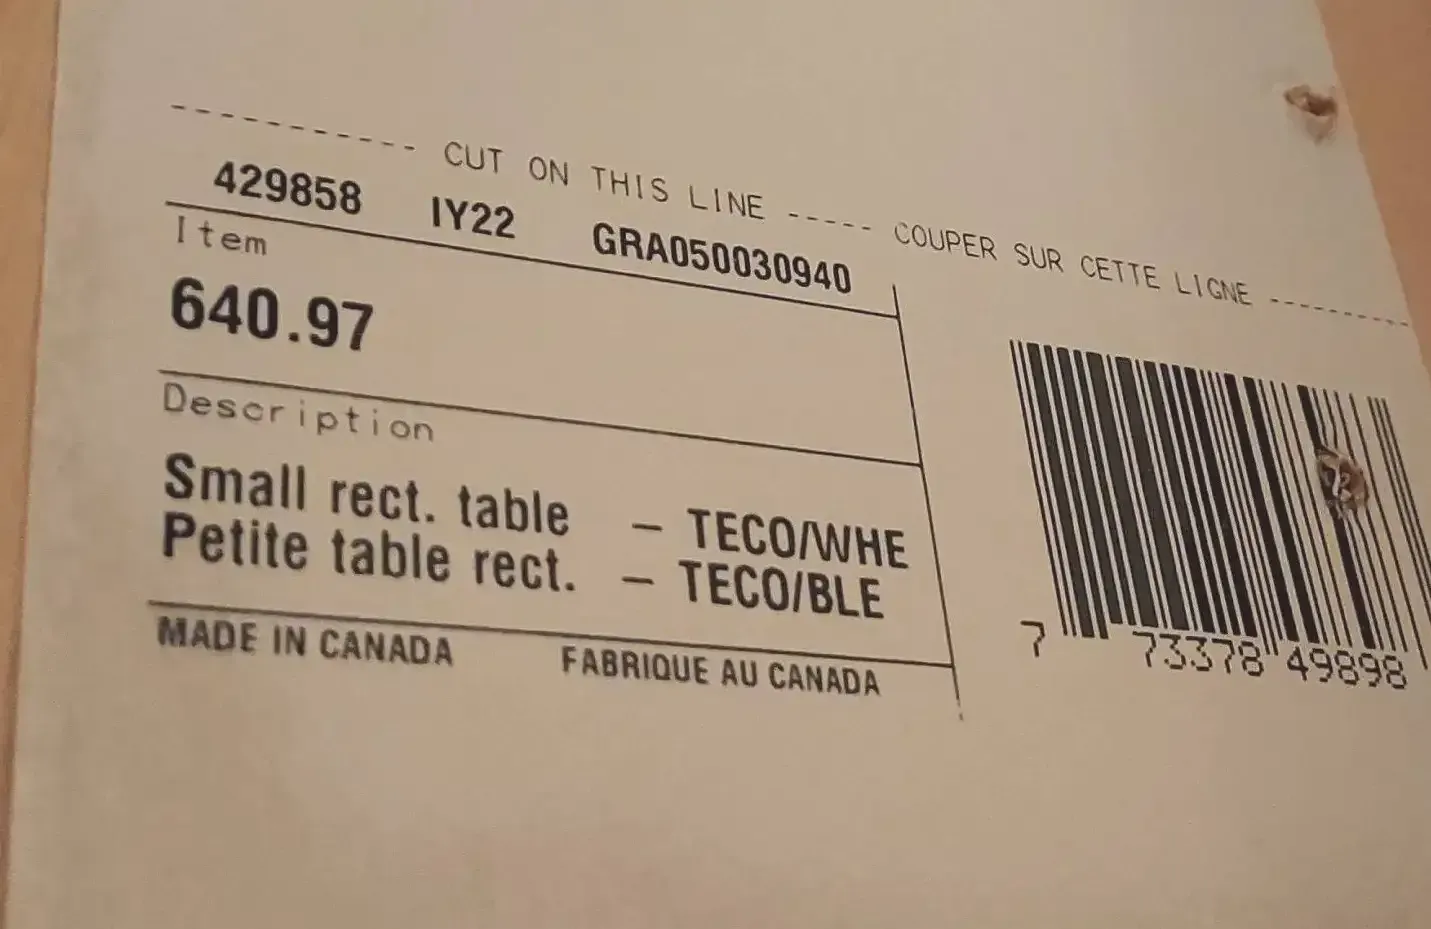 ---------- CUT ON THIS LINE ----- COUPER SUR CETTE LIGNE ----------
429858 IY22 GRA050030940
Item
640.97
Description
Small rect. table – TECO/WHE
Petite table rect. – TECO/BLE
MADE IN CANADA FABRIQUE AU CANADA
7 73378 49898